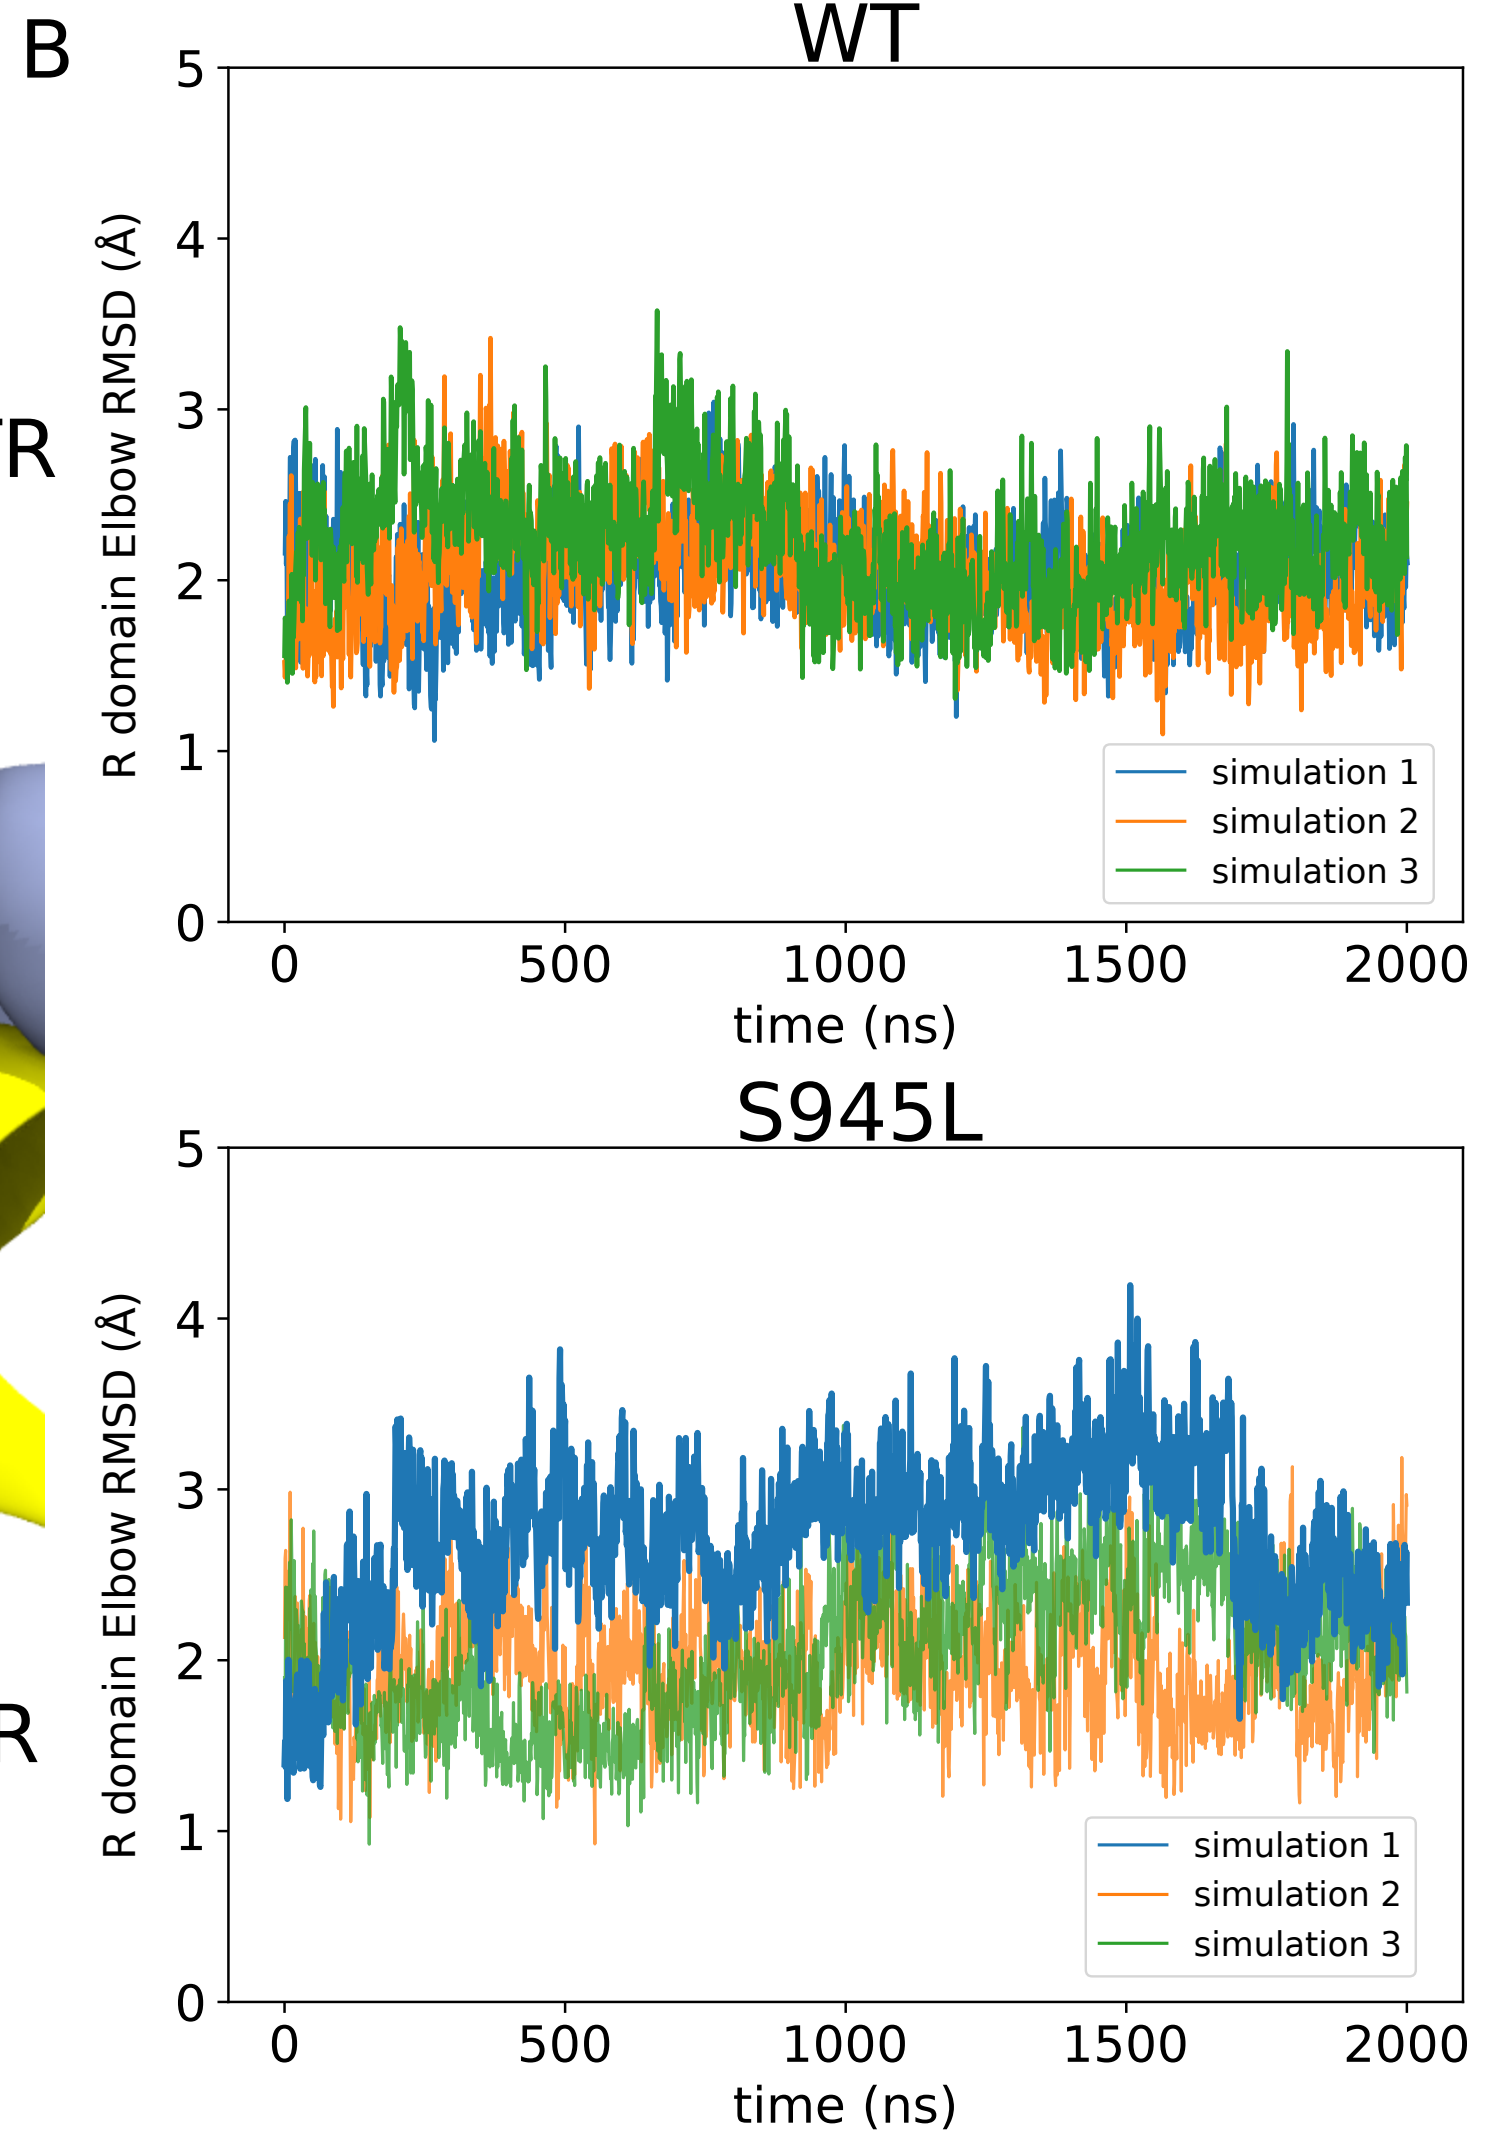 B
WT
5
4
3
2
1
0
R domain Elbow RMSD (Å)
simulation 1
simulation 2
simulation 3
0 500 1000 1500 2000
time (ns)
R
S945L
5
4
3
2
1
0
R domain Elbow RMSD (Å)
simulation 1
simulation 2
simulation 3
0 500 1000 1500 2000
time (ns)
R